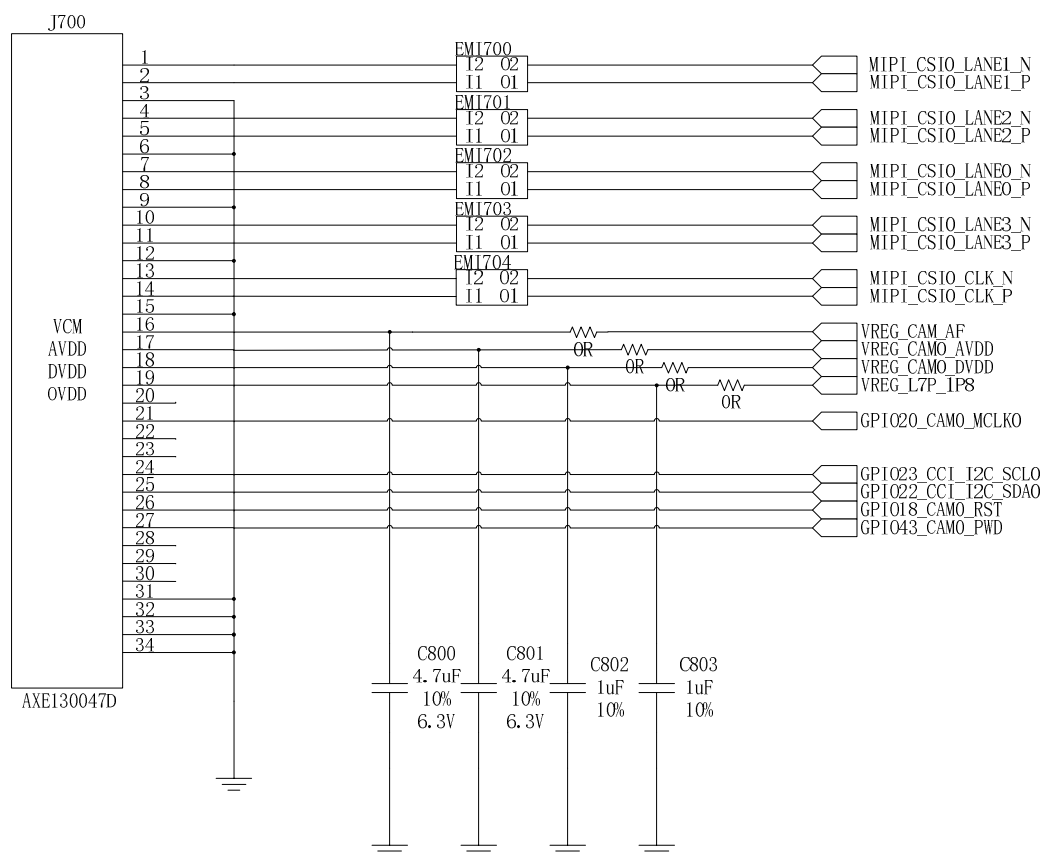 J700
1
EMI700
I2 O2
MIPI_CSI0_LANE1_N
2
I1 O1
MIPI_CSI0_LANE1_P
3
EMI701
4
I2 O2
MIPI_CSI0_LANE2_N
5
I1 O1
MIPI_CSI0_LANE2_P
6
EMI702
7
I2 O2
MIPI_CSI0_LANE0_N
8
I1 O1
MIPI_CSI0_LANE0_P
9
EMI703
10
I2 O2
MIPI_CSI0_LANE3_N
11
I1 O1
MIPI_CSI0_LANE3_P
12
EMI704
13
I2 O2
MIPI_CSI0_CLK_N
14
I1 O1
MIPI_CSI0_CLK_P
15
VCM
16
0R
VREG_CAM_AF
AVDD
17
0R
VREG_CAM0_AVDD
DVDD
18
0R
VREG_CAM0_DVDD
OVDD
19
0R
VREG_L7P_IP8
20
21
GPIO20_CAM0_MCLK0
22
23
24
GPIO23_CCI_I2C_SCL0
25
GPIO22_CCI_I2C_SDA0
26
GPIO18_CAM0_RST
27
GPIO43_CAM0_PWD
28
29
30
31
32
33
34
C800
4.7uF
10%
6.3V
C801
4.7uF
10%
6.3V
C802
1uF
10%
C803
1uF
10%
AXE130047D